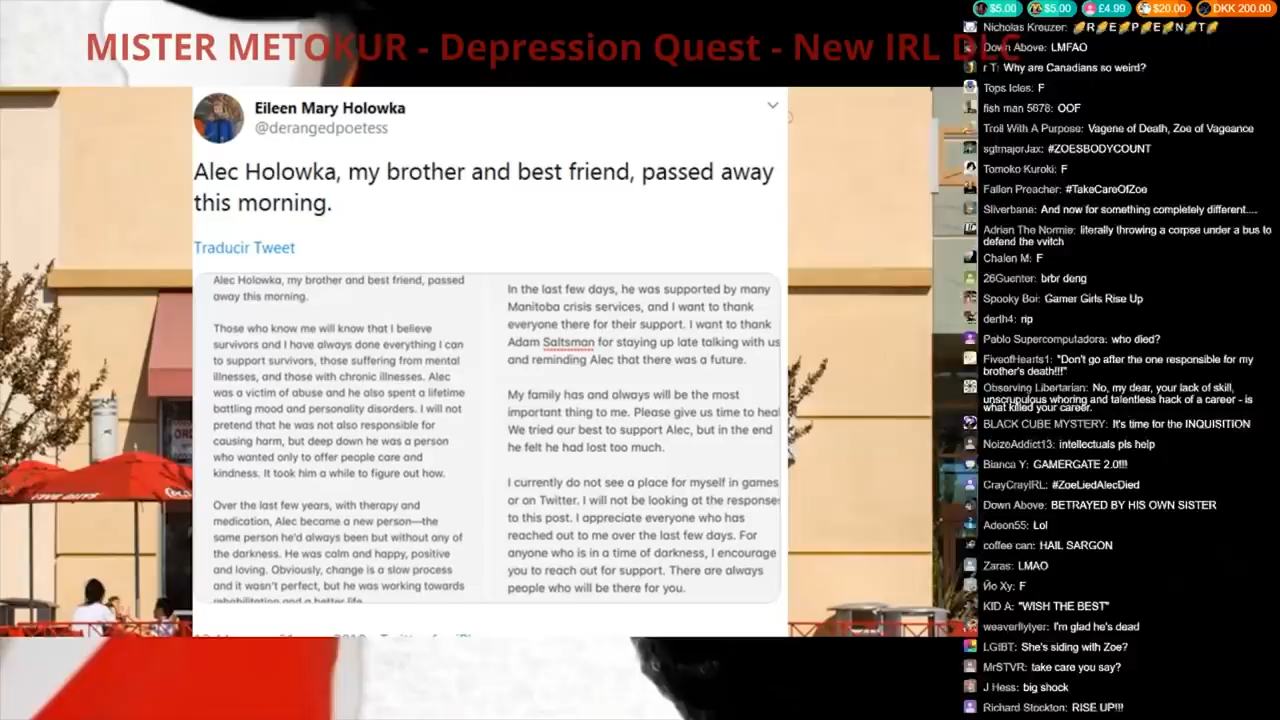 MISTER METOKUR - Depression Quest - New IRL DLC
Eileen Mary Holowka
@derangedpoetess
Alec Holowka, my brother and best friend, passed away
this morning.
Traducir Tweet
Alec Holowka, my brother and best friend, passed
away this morning.
Those who know me will know that I believe
survivors and I have always done everything I can
to support survivors, those suffering from mental
illnesses, and those with chronic illnesses. Alec
was a victim of abuse and he also spent a lifetime
battling mood and personality disorders. I will not
pretend that he was not also responsible for
causing harm, but deep down he was a person
who wanted only to offer people care and
kindness. It took him a while to figure out how.
Over the last few years, with therapy and
medication, Alec became a new person—the
same person he'd always been but without any of
the darkness. He was calm and happy, positive
and loving. Obviously, change is a slow process
and it wasn't perfect, but he was working towards
rehabilitation and a better life.
In the last few days, he was supported by many
Manitoba crisis services, and I want to thank
everyone there for their support. I want to thank
Adam Saltsman for staying up late talking with us
and reminding Alec that there was a future.
My family has and always will be the most
important thing to me. Please give us time to heal
We tried our best to support Alec, but in the end
he felt he had lost too much.
I currently do not see a place for myself in games
or on Twitter. I will not be looking at the responses
to this post. I appreciate everyone who has
reached out to me over the last few days. For
anyone who is in a time of darkness, I encourage
you to reach out for support. There are always
people who will be there for you.
FIVE GUYS
$5.00 $5.00 £4.99 $20.00 DKK 200.00
Nicholas Kreuzer: R E P E N T
Down Above: LMFAO
r T: Why are Canadians so weird?
Tops Icles: F
fish man 5678: OOF
Troll With A Purpose: Vagene of Death, Zoe of Vageance
sgtmajorJax: #ZOESBODYCOUNT
Tomoko Kuroki: F
Fallen Preacher: #TakeCareOfZoe
Sliverbane: And now for something completely different....
Adrian The Normie: literally throwing a corpse under a bus to
defend the vvitch
Chalen M: F
26Guenter: brbr deng
Spooky Boi: Gamer Girls Rise Up
derth4: rip
Pablo Supercomputadora: who died?
FiveofHearts1: "Don't go after the one responsible for my
brother's death!!!"
Observing Libertarian: No, my dear, your lack of skill,
unscrupulous whoring and talentless hack of a career - is
what killed your career.
BLACK CUBE MYSTERY: It's time for the INQUISITION
NoizeAddict13: intellectuals pls help
Bianca Y: GAMERGATE 2.0!!!
CrayCrayIRL: #ZoeLiedAlecDied
Down Above: BETRAYED BY HIS OWN SISTER
Adeon55: Lol
coffee can: HAIL SARGON
Zaras: LMAO
Йо Ху: F
KID A: "WISH THE BEST"
weaverflyfyer: I'm glad he's dead
LGIBT: She's siding with Zoe?
MrSTVR: take care you say?
J Hess: big shock
Richard Stockton: RISE UP!!!